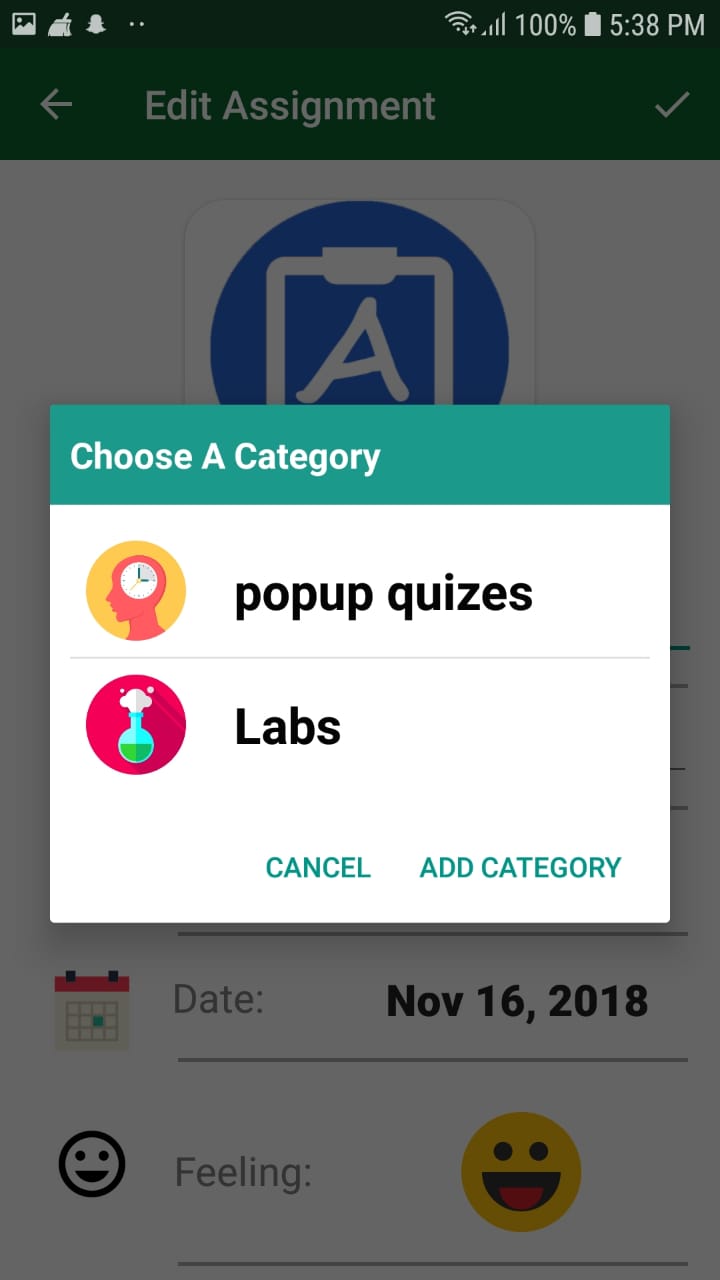 100% 5:38 PM
Edit Assignment
A
Choose A Category
popup quizes
Labs
CANCEL ADD CATEGORY
Date: Nov 16, 2018
Feeling: